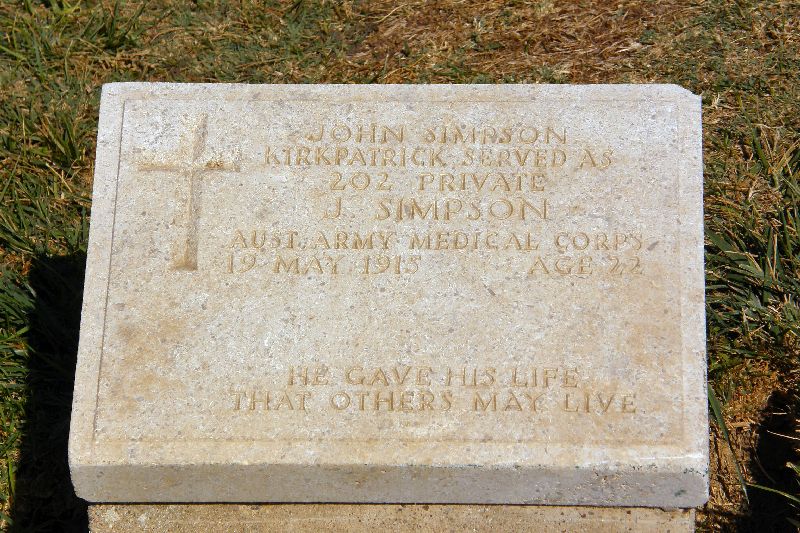 JOHN SIMPSON
KIRKPATRICK, SERVED AS
202 PRIVATE
J. SIMPSON
AUST. ARMY MEDICAL CORPS.
19 MAY 1915 AGE 22
HE GAVE HIS LIFE
THAT OTHERS MAY LIVE